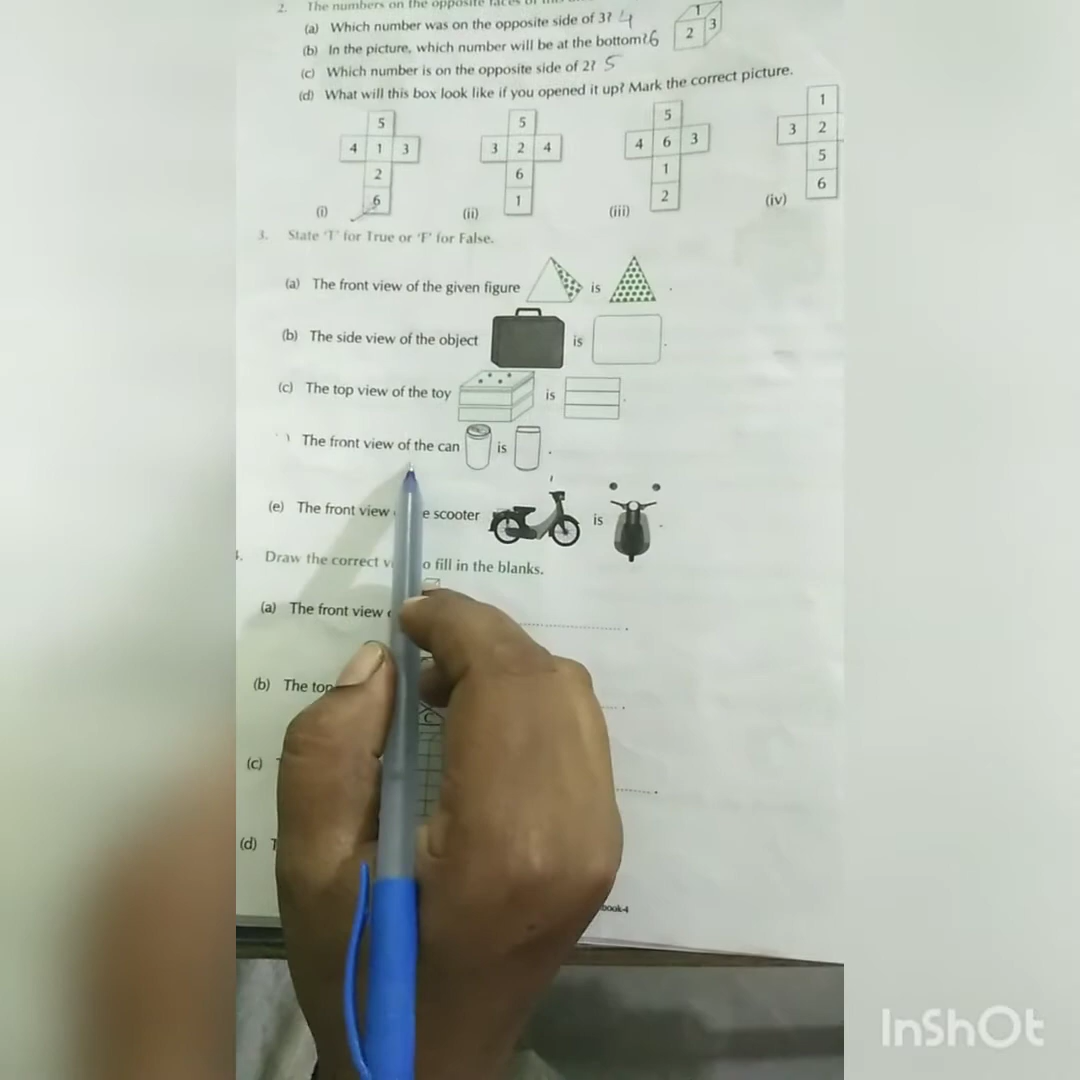 2. The numbers on the opposite faces of
(a) Which number was on the opposite side of 3? 4
(b) In the picture, which number will be at the bottom? 6
1
2 3
(c) Which number is on the opposite side of 2? 5
(d) What will this box look like if you opened it up? Mark the correct picture.
(i)
5
4 1 3
2
6
(ii)
5
3 2 4
6
1
(iii)
5
4 6 3
1
2
(iv)
1
3 2
5
6
3. State 'T' for True or 'F' for False.
(a) The front view of the given figure is .
(b) The side view of the object is .
(c) The top view of the toy is .
) The front view of the can is .
(e) The front view e scooter is .
. Draw the correct o fill in the blanks.
(a) The front view .
(b) The top .
(c) .
(d)
book-4
InShOt